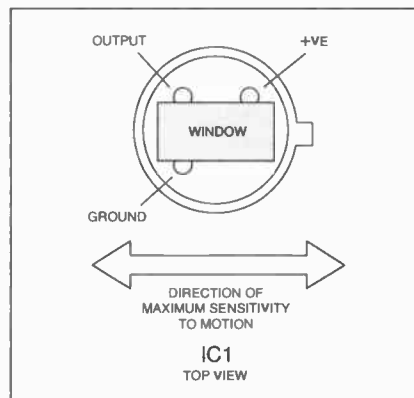 OUTPUT
+VE
WINDOW
GROUND
DIRECTION OF
MAXIMUM SENSITIVITY
TO MOTION
IC1
TOP VIEW